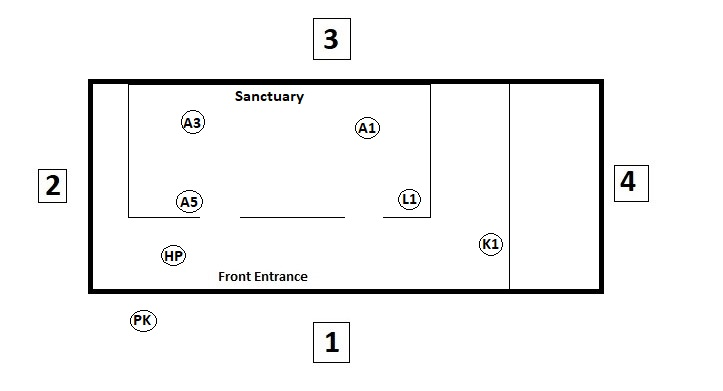 3
Sanctuary
A3
A1
2
4
A5
L1
K1
HP
Front Entrance
PK
1